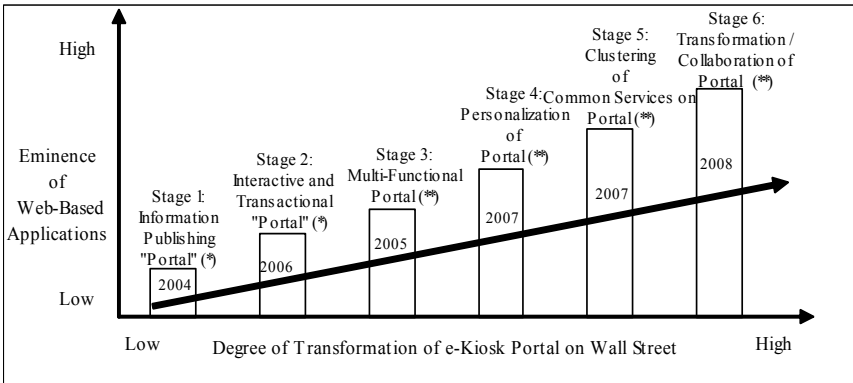 High
Eminence
of
Web-Based
Applications
Low
Stage 1:
Information
Publishing
"Portal" (*)
2004
Stage 2:
Interactive and
Transactional
"Portal" (*)
2006
Stage 3:
Multi-Functional
Portal (**)
2005
Stage 4:
Personalization
of
Portal (**)
2007
Stage 5:
Clustering
of
Common Services on
Portal (**)
2007
Stage 6:
Transformation /
Collaboration of
Portal (**)
2008
Low
Degree of Transformation of e-Kiosk Portal on Wall Street
High